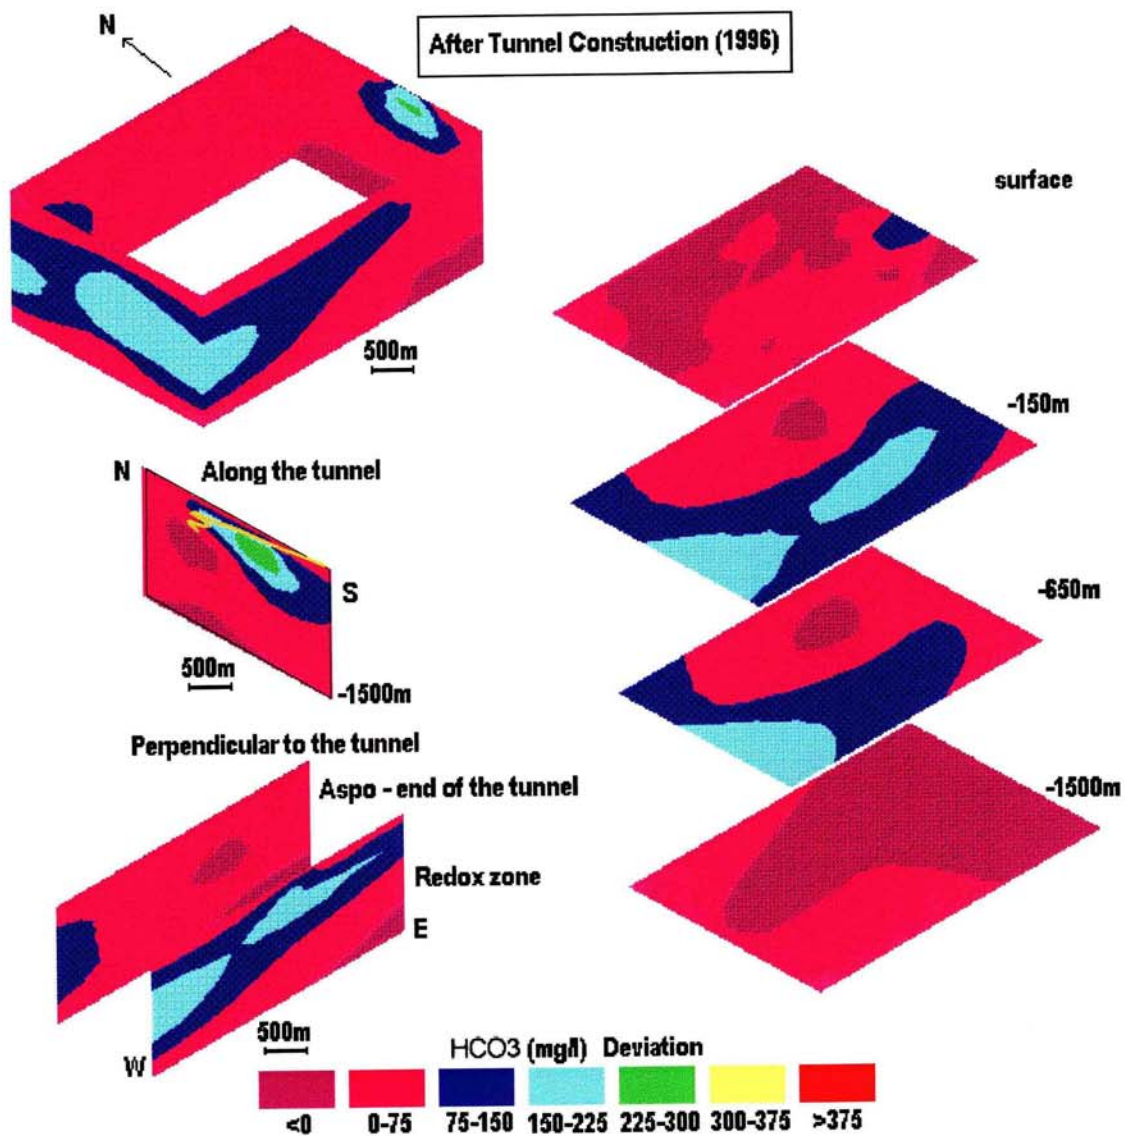 After Tunnel Construction (1996)
N
surface
500m
-150m
N
Along the tunnel
S
-650m
500m
-1500m
Perpendicular to the tunnel
Aspo - end of the tunnel
-1500m
Redox zone
E
500m
W
HCO3 (mg/l) Deviation
<0 0-75 75-150 150-225 225-300 300-375 >375